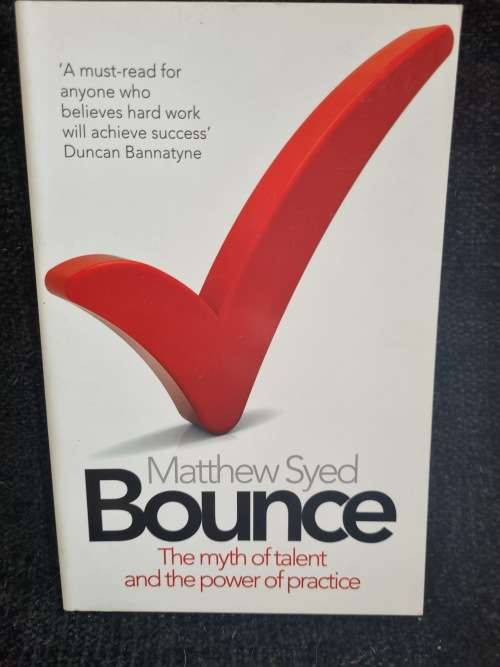 'A must-read for
anyone who
believes hard work
will achieve success'
Duncan Bannatyne
Matthew Syed
Bounce
The myth of talent
and the power of practice